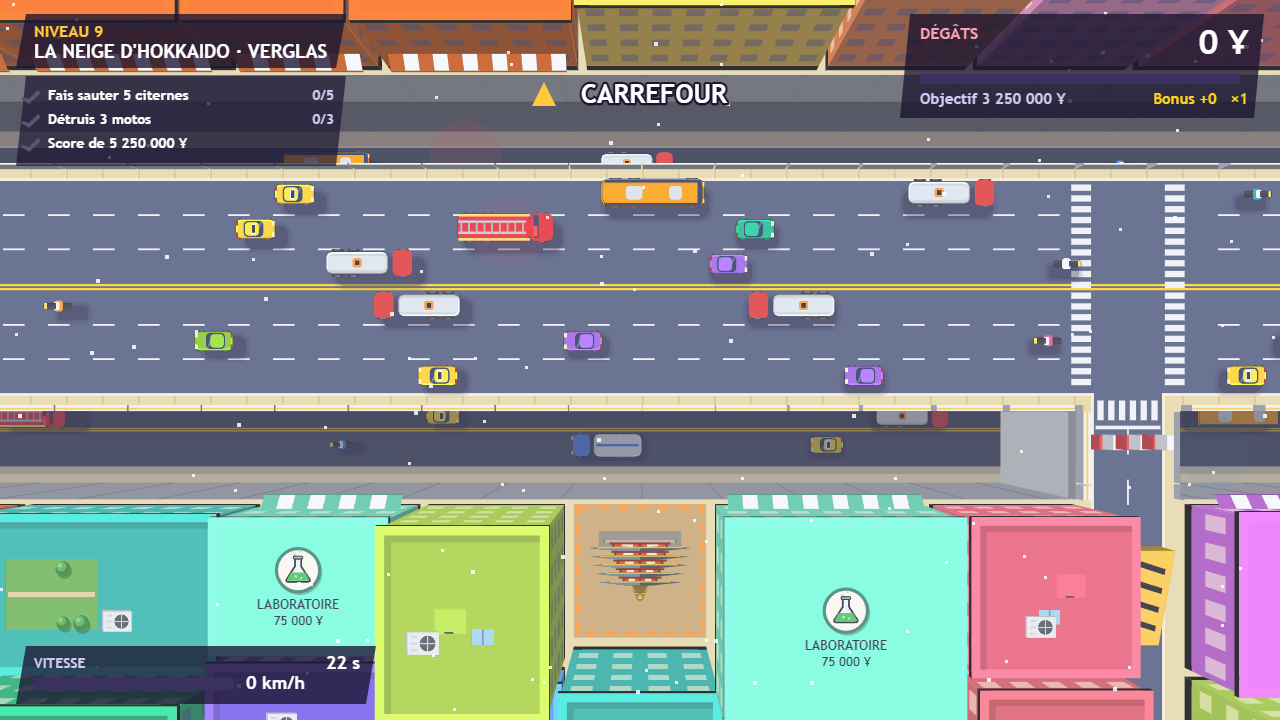 NIVEAU 9
LA NEIGE D'HOKKAIDO · VERGLAS
Fais sauter 5 citernes 0/5
Détruis 3 motos 0/3
Score de 5 250 000 ¥
CARREFOUR
DÉGÂTS
0 ¥
Objectif 3 250 000 ¥ Bonus +0 ×1
LABORATOIRE
75 000 ¥
LABORATOIRE
75 000 ¥
VITESSE 22 s
0 km/h